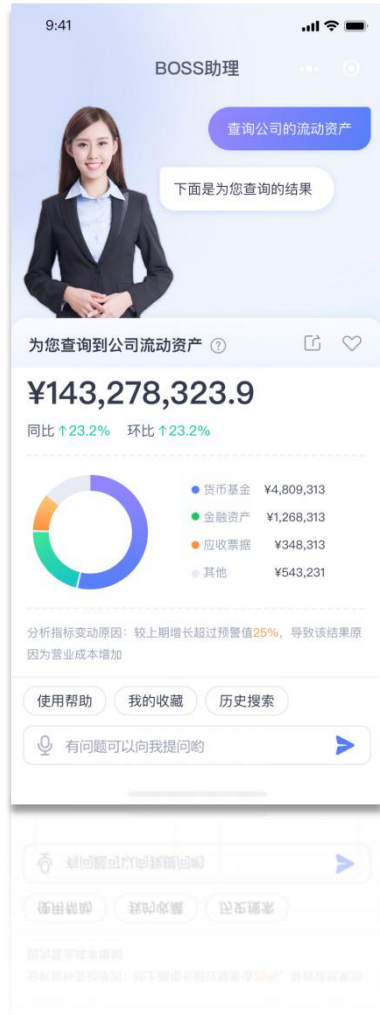 9:41
BOSS助理
查询公司的流动资产
下面是为您查询的结果
为您查询到公司流动资产 ?
¥143,278,323.9
同比 ↑23.2% 环比 ↑23.2%
货币基金 ¥4,809,313
金融资产 ¥1,268,313
应收票据 ¥348,313
其他 ¥543,231
分析指标变动原因：较上期增长超过预警值25%，导致该结果原
因为营业成本增加
使用帮助 我的收藏 历史搜索
有问题可以向我提问哟